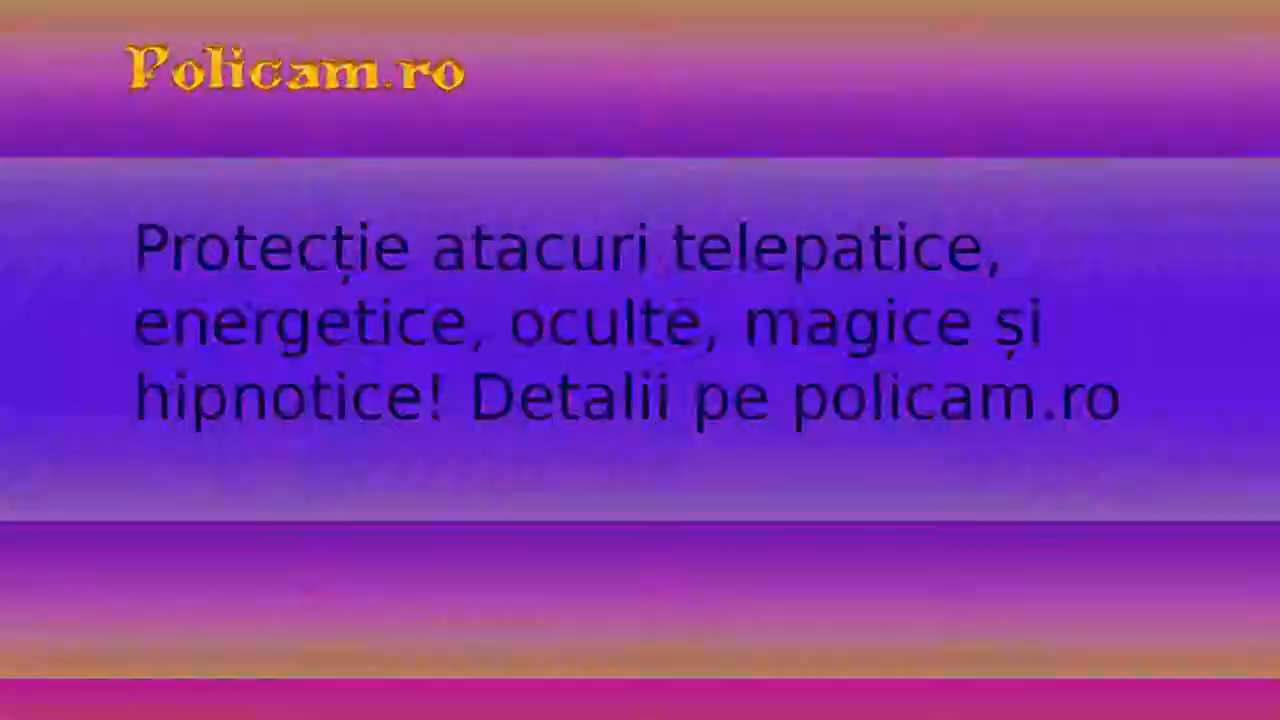 Policam.ro
Protecție atacuri telepatice,
energetice, oculte, magice și
hipnotice! Detalii pe policam.ro